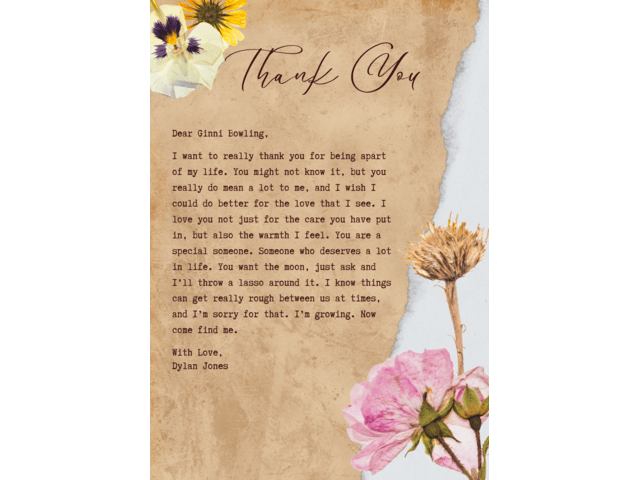 Thank You
Dear Ginni Bowling,
I want to really thank you for being apart
of my life. You might not know it, but you
really do mean a lot to me, and I wish I
could do better for the love that I see. I
love you not just for the care you have put
in, but also the warmth I feel. You are a
special someone. Someone who deserves a lot
in life. You want the moon, just ask and
I'll throw a lasso around it. I know things
can get really rough between us at times,
and I'm sorry for that. I'm growing. Now
come find me.
With Love,
Dylan Jones